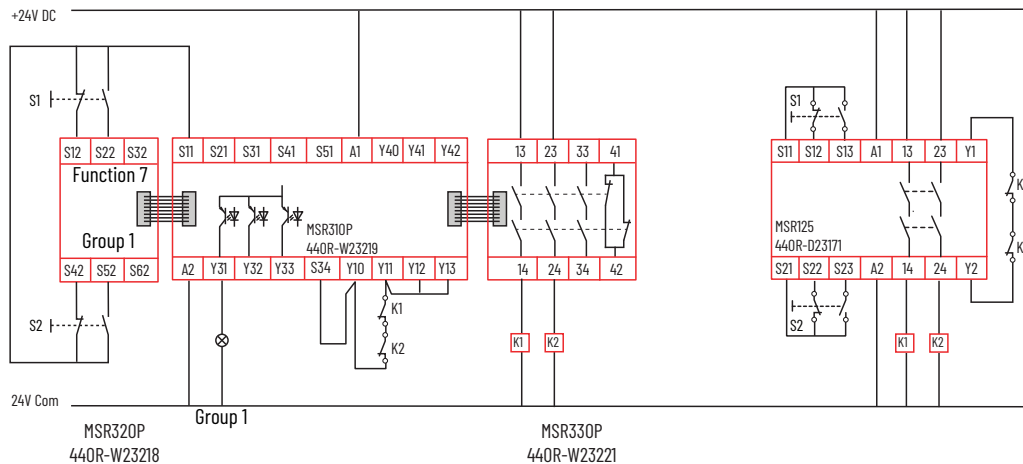 +24V DC
S1
S12 S22 S32
Function 7
Group 1
S42 S52 S62
S2
S11 S21 S31 S41 S51 A1 Y40 Y41 Y42
MSR310P
440R-W23219
A2 Y31 Y32 Y33 S34 Y10 Y11 Y12 Y13
K1
K2
13 23 33 41
14 24 34 42
K1 K2
S1
S11 S12 S13 A1 13 23 Y1
MSR125
440R-D23171
S21 S22 S23 A2 14 24 Y2
S2
K1 K2
K
K
24V Com
Group 1
MSR320P
440R-W23218
MSR330P
440R-W23221